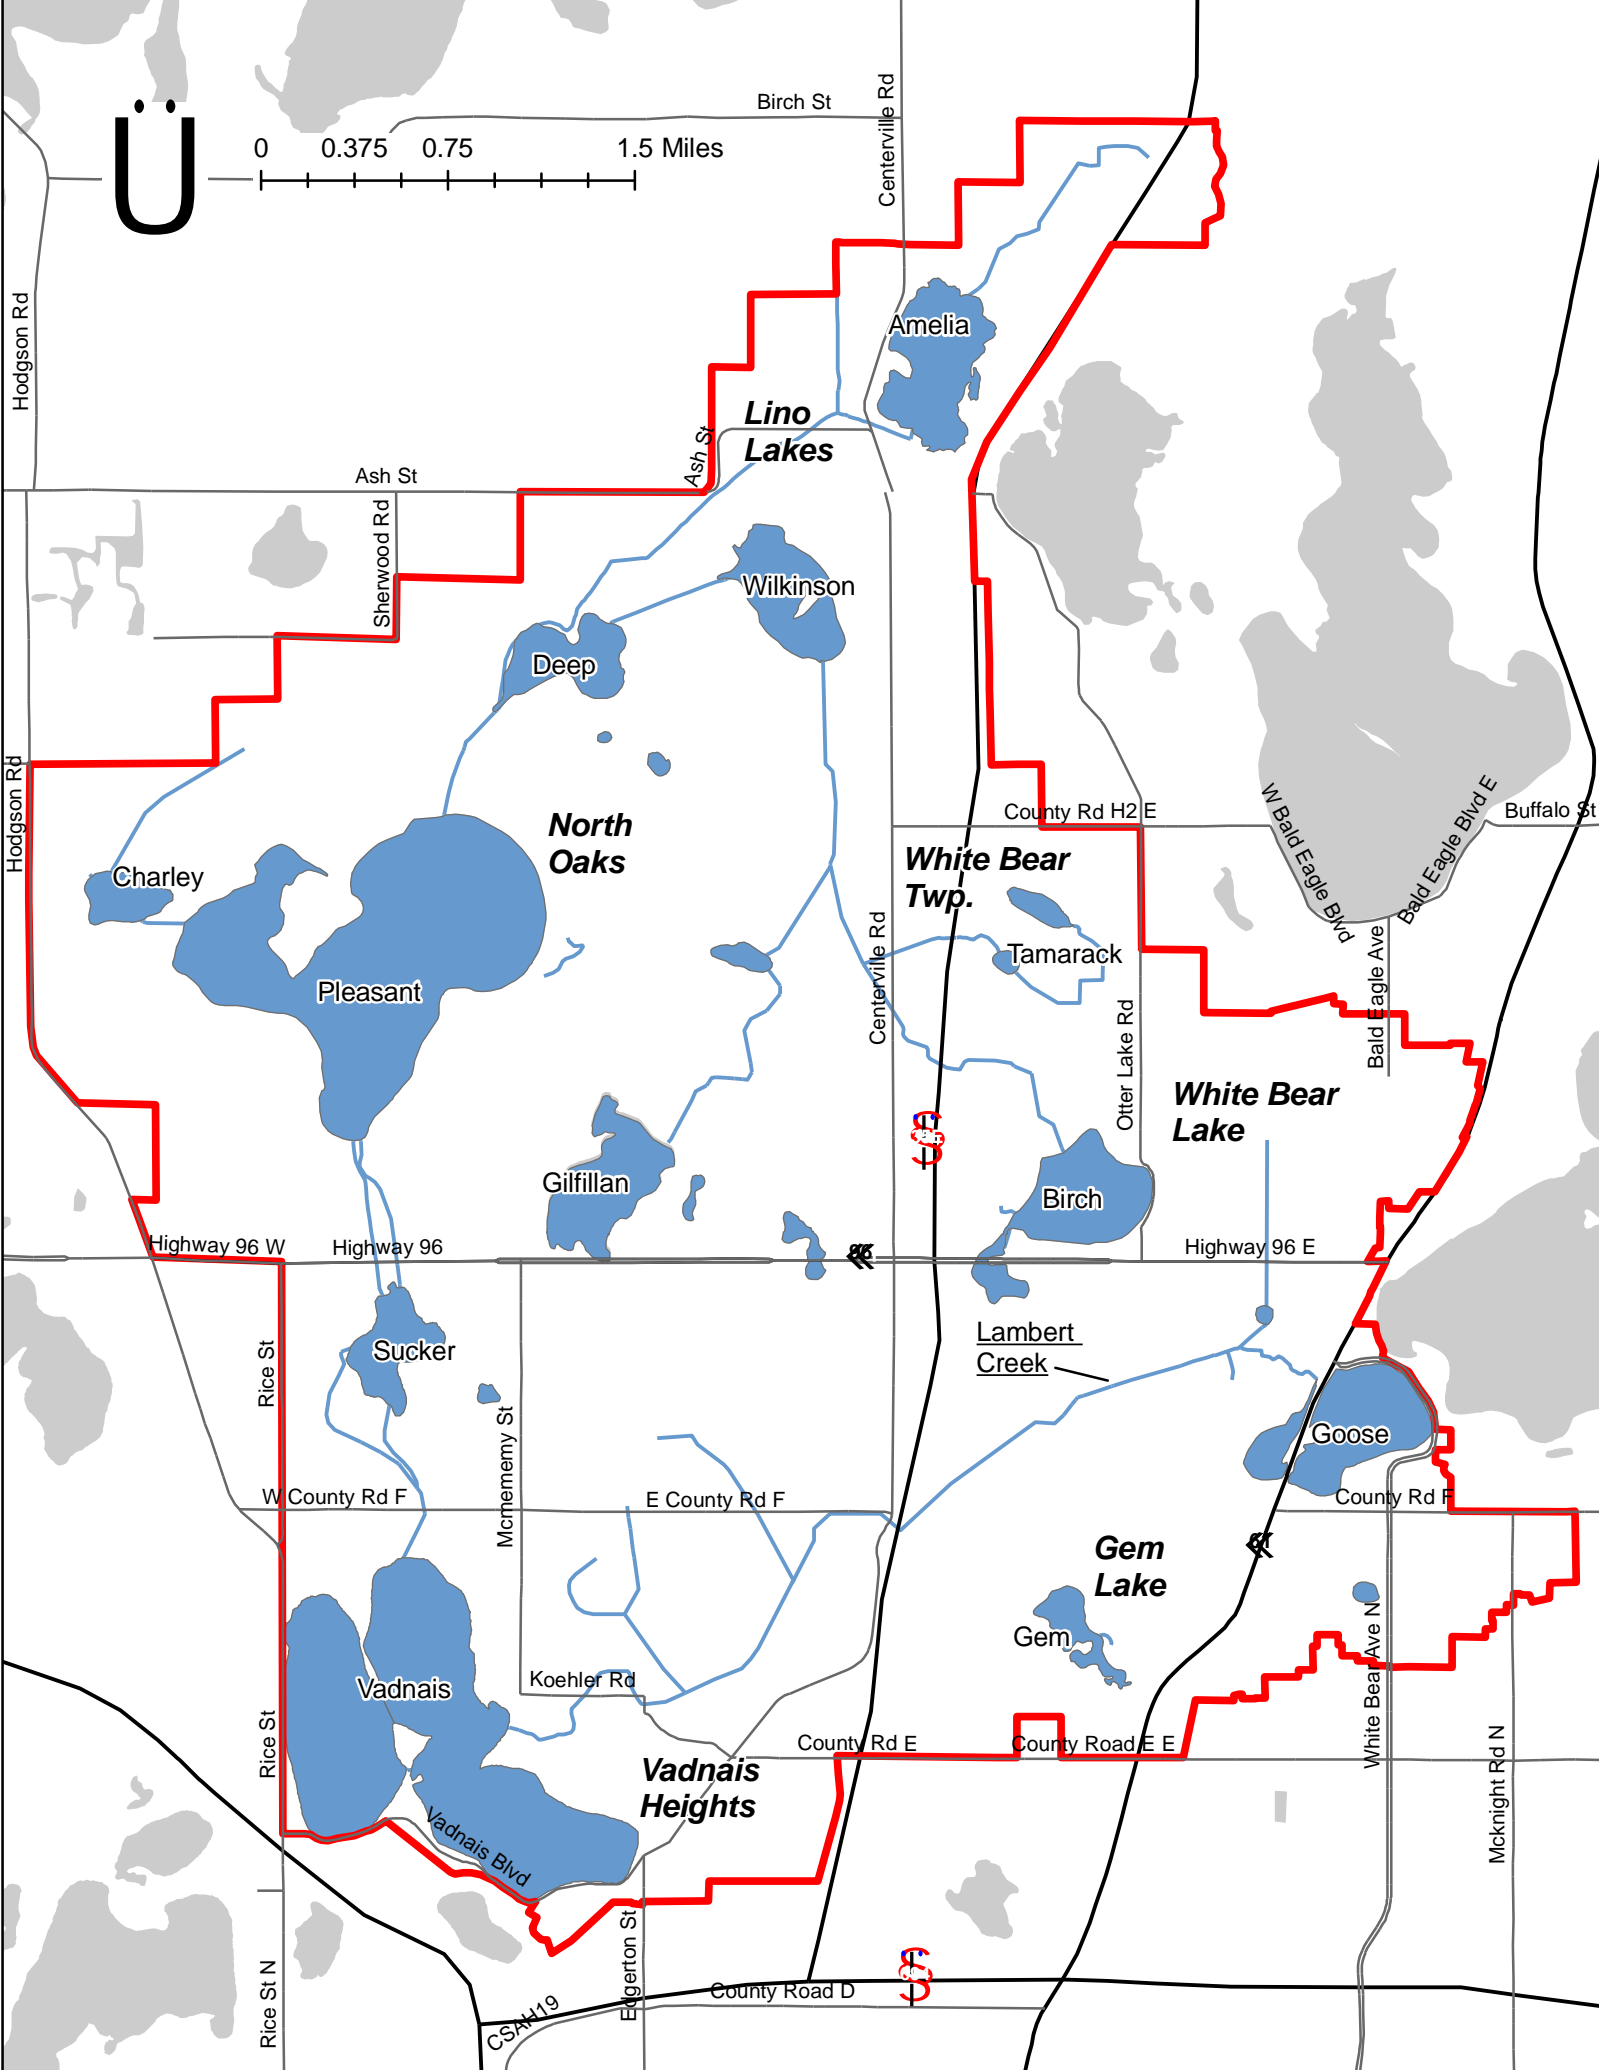 Birch St
Centerville Rd
Ü
0 0.375 0.75 1.5 Miles
Hodgson Rd
Amelia
Lino
Lakes
Ash St
Ash St
Sherwood Rd
Wilkinson
Deep
Hodgson Rd
North
Oaks
County Rd H2 E
W Bald Eagle Blvd
Bald Eagle Blvd E
Buffalo St
White Bear
Twp.
Charley
Centerville Rd
Tamarack
Bald Eagle Ave
Pleasant
Otter Lake Rd
White Bear
Lake
Gilfillan
Birch
Highway 96 W
Highway 96
96
Highway 96 E
Lambert
Creek
Sucker
Rice St
Mcmememy St
Goose
W County Rd F
E County Rd F
County Rd F
61
Gem
Lake
Gem
White Bear Ave N
Koehler Rd
Vadnais
Rice St
County Rd E
County Road E E
Mcknight Rd N
Vadnais
Heights
Vadnais Blvd
Edgerton St
Rice St N
County Road D
CSAH19